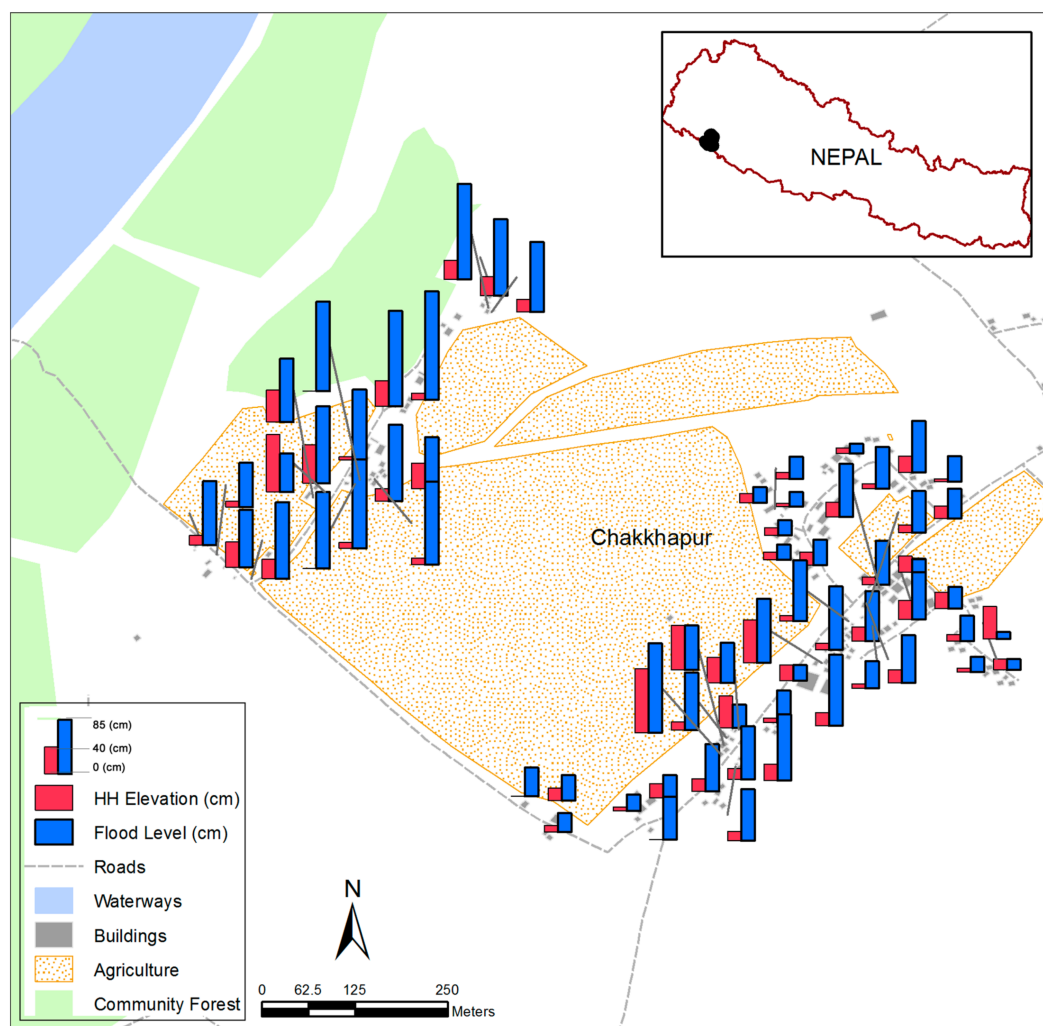 NEPAL
Chakkhapur
85 (cm)
40 (cm)
0 (cm)
HH Elevation (cm)
Flood Level (cm)
Roads
Waterways
Buildings
Agriculture
Community Forest
N
0 62.5 125 250
Meters